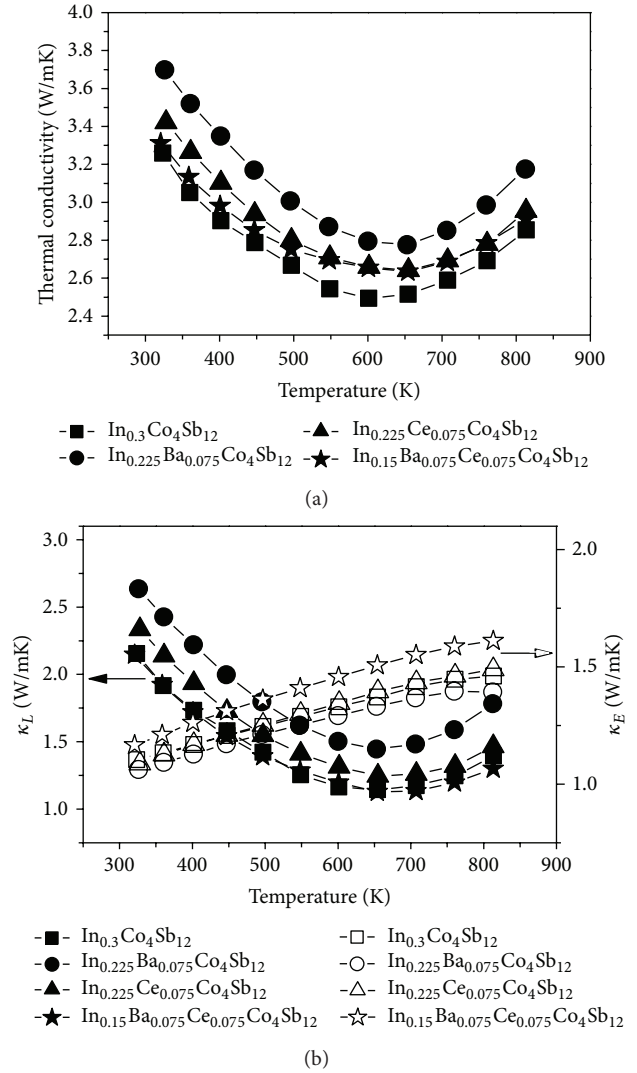 4.0
3.8
3.6
3.4
3.2
3.0
2.8
2.6
2.4
Thermal conductivity (W/mK)
300 400 500 600 700 800 900
Temperature (K)
In0.3Co4Sb12
In0.225Ce0.075Co4Sb12
In0.225Ba0.075Co4Sb12
In0.15Ba0.075Ce0.075Co4Sb12
(a)
3.0
2.5
2.0
1.5
1.0
κL (W/mK)
2.0
1.5
1.0
κE (W/mK)
300 400 500 600 700 800 900
Temperature (K)
In0.3Co4Sb12
In0.3Co4Sb12
In0.225Ba0.075Co4Sb12
In0.225Ba0.075Co4Sb12
In0.225Ce0.075Co4Sb12
In0.225Ce0.075Co4Sb12
In0.15Ba0.075Ce0.075Co4Sb12
In0.15Ba0.075Ce0.075Co4Sb12
(b)